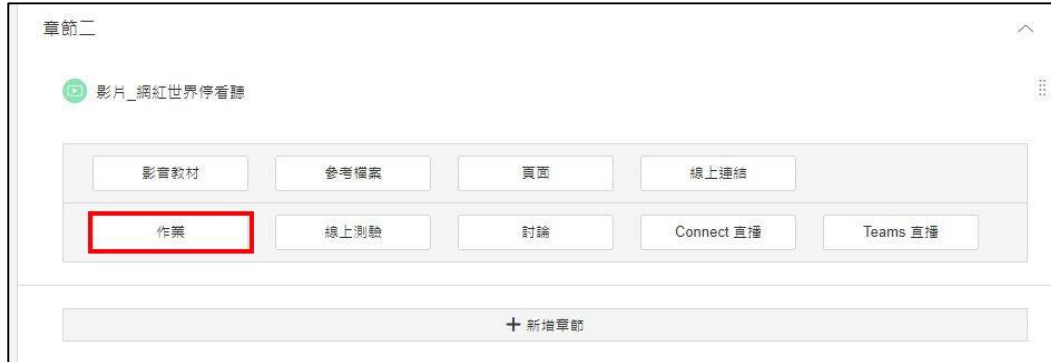 章節二
影片_網紅世界停看聽
影音教材 參考檔案 頁面 線上連結
作業 線上測驗 討論 Connect 直播 Teams 直播
+ 新增章節